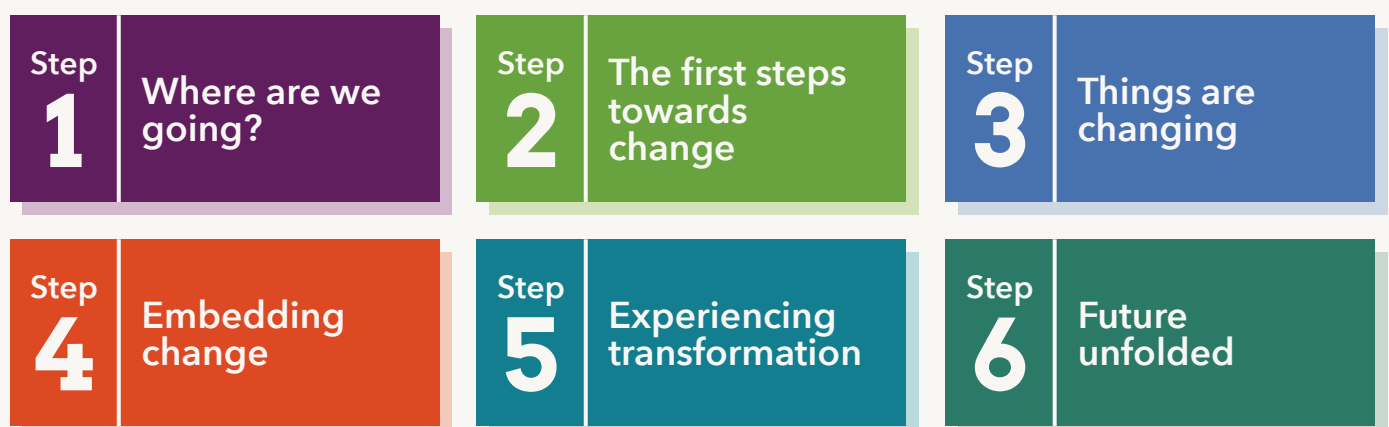 Step
1
Where are we
going?
Step
2
The first steps
towards
change
Step
3
Things are
changing
Step
4
Embedding
change
Step
5
Experiencing
transformation
Step
6
Future
unfolded